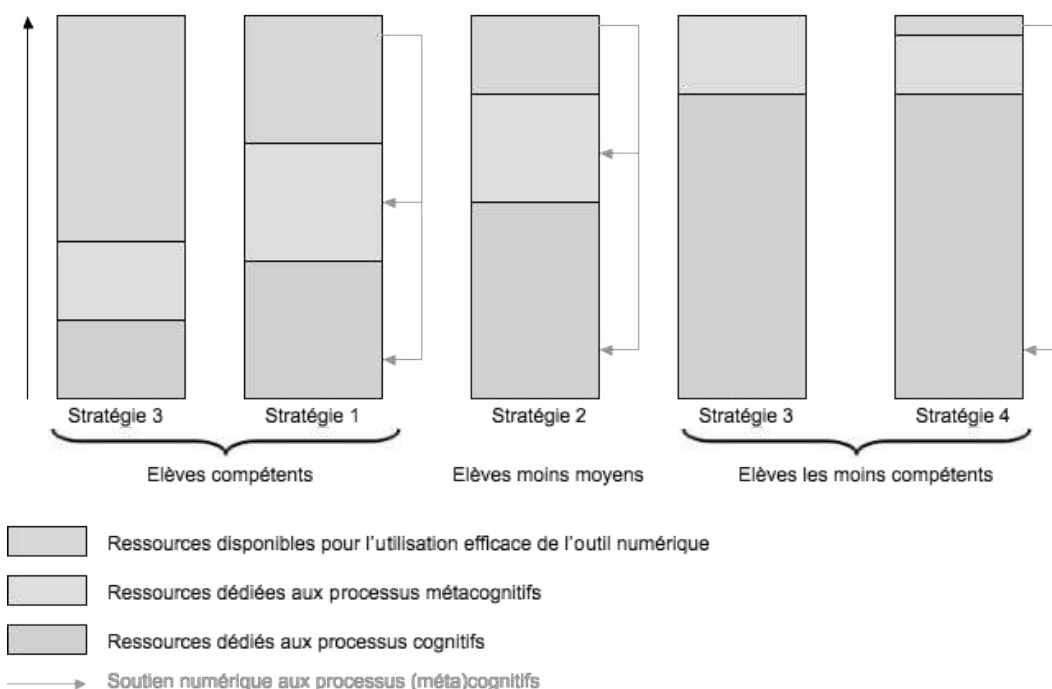 Stratégie 3 Stratégie 1 Stratégie 2 Stratégie 3 Stratégie 4
Elèves compétents Elèves moins moyens Elèves les moins compétents
Ressources disponibles pour l'utilisation efficace de l'outil numérique
Ressources dédiées aux processus métacognitifs
Ressources dédiés aux processus cognitifs
Soutien numérique aux processus (méta)cognitifs